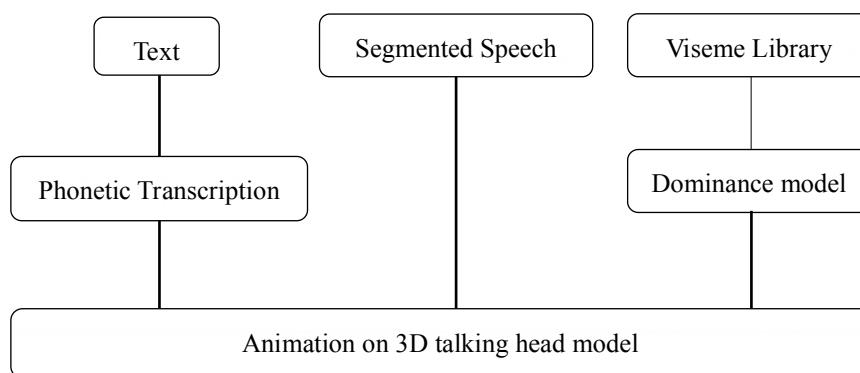 Text
Segmented Speech
Viseme Library
Phonetic Transcription
Dominance model
Animation on 3D talking head model